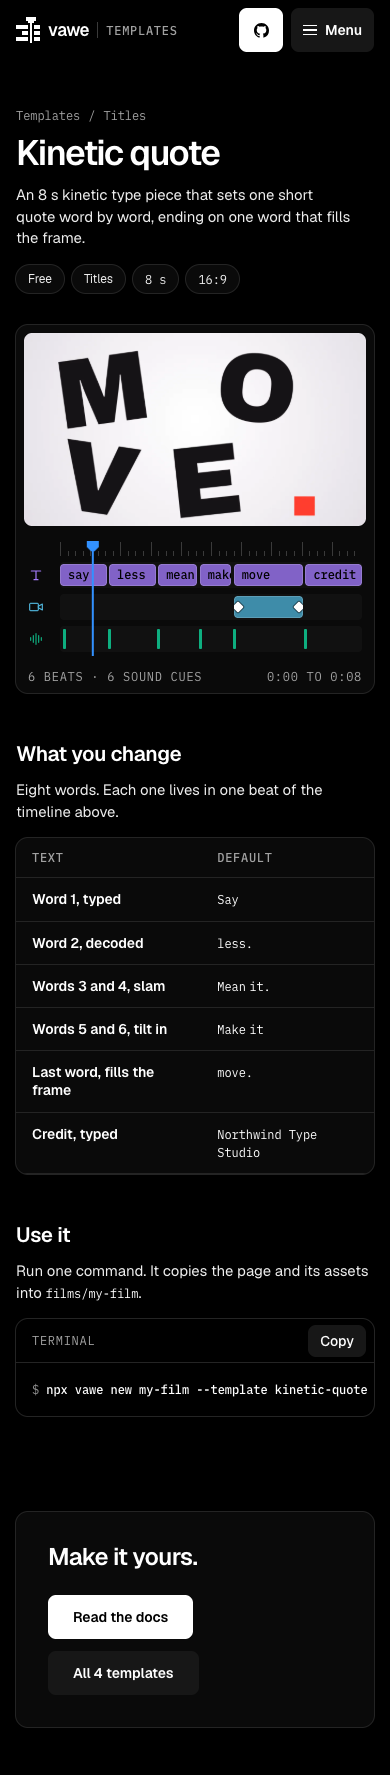 vawe
TEMPLATES
Menu
Templates / Titles
Kinetic quote
An 8 s kinetic type piece that sets one short
quote word by word, ending on one word that fills
the frame.
Free
Titles
8 s
16:9
M O
V E .
say
less
mean
make
move
credit
6 BEATS · 6 SOUND CUES
0:00 TO 0:08
What you change
Eight words. Each one lives in one beat of the
timeline above.
TEXT
DEFAULT
Word 1, typed
Say
Word 2, decoded
less.
Words 3 and 4, slam
Mean it.
Words 5 and 6, tilt in
Make it
Last word, fills the
frame
move.
Credit, typed
Northwind Type
Studio
Use it
Run one command. It copies the page and its assets
into films/my-film.
TERMINAL
Copy
$ npx vawe new my-film --template kinetic-quote
Make it yours.
Read the docs
All 4 templates